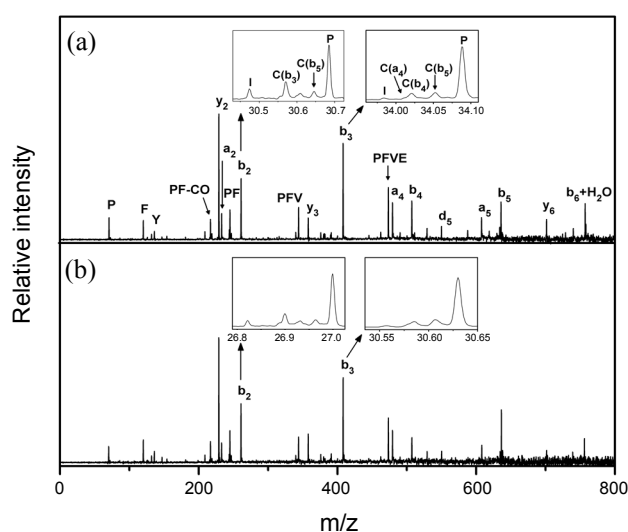 (a)
I C(b3) C(b5) P
30.5 30.6 30.7
I C(a4) C(b4) C(b5) P
34.00 34.05 34.10
P F Y PF-CO y2 a2 b2 PF PFV y3 b3 PFVE a4 b4 d5 a5 b5 y6 b6+H2O
(b)
26.8 26.9 27.0
30.55 30.60 30.65
b2 b3
0 200 400 600 800
m/z
Relative intensity